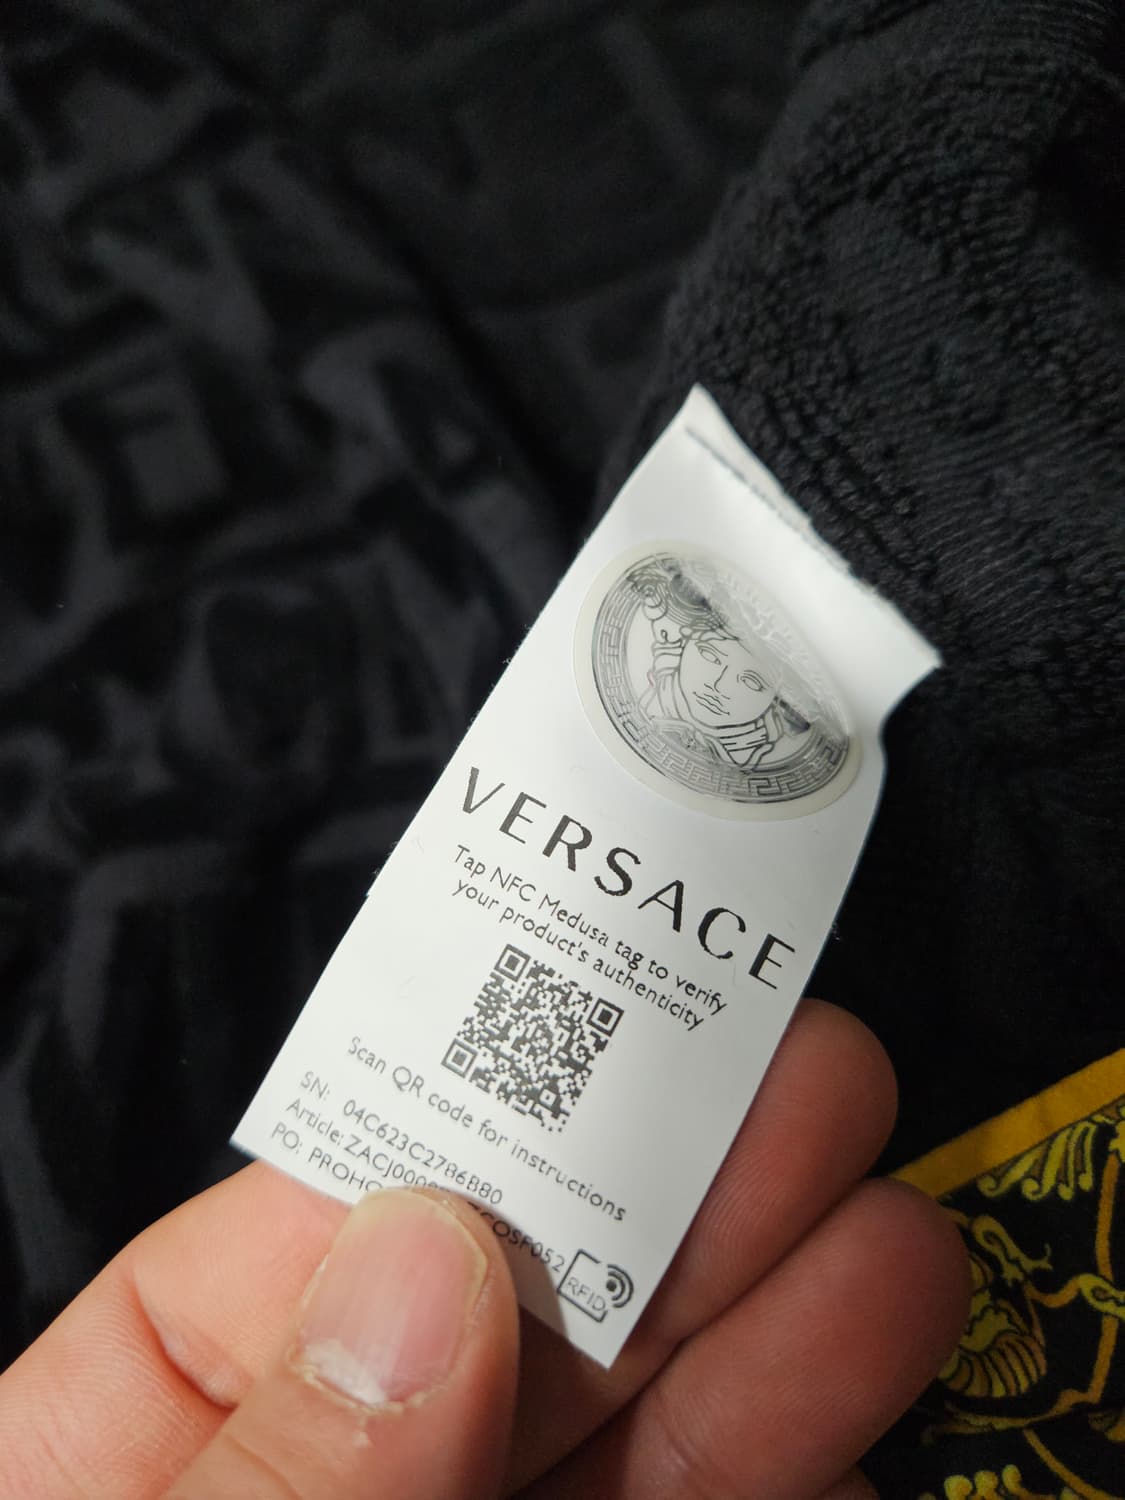 VERSACE
Tap NFC Medusa tag to verify
your product's authenticity
Scan QR code for instructions
SN: 04C623C2786B80
Article: ZACJ000
PO: PROHO
RFID